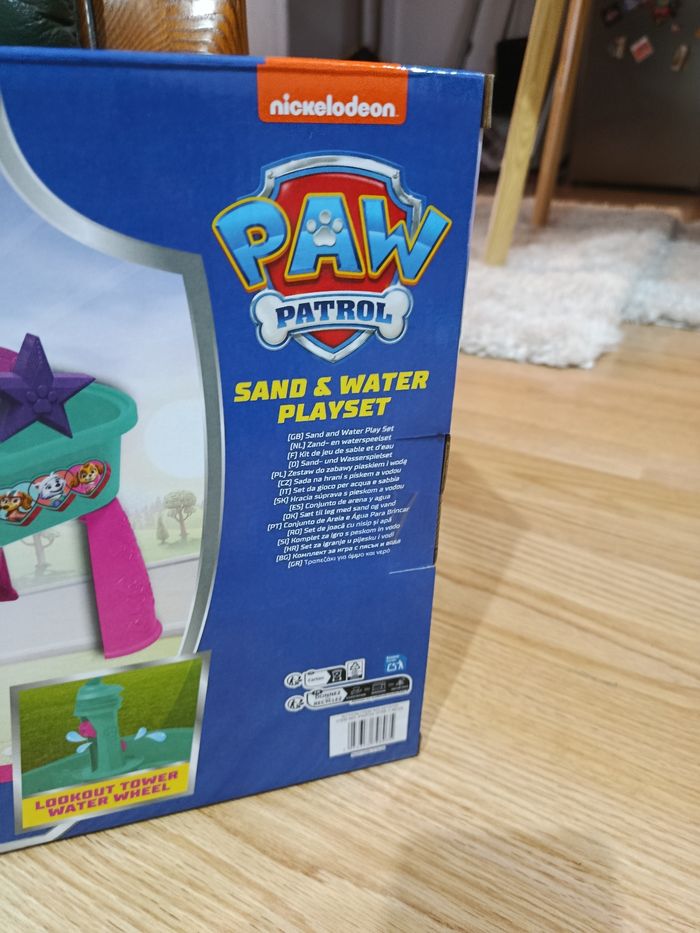 nickelodeon
PAW
PATROL
SAND & WATER
PLAYSET
[GB] Sand and Water Play Set
[NL] Zand- en waterspeelset
[F] Kit de jeu de sable et d'eau
[D] Sand- und Wasserspielset
[PL] Zestaw do zabawy piaskiem i wodą
[CZ] Sada na hraní s pískem a vodou
[IT] Set da gioco per acqua e sabbia
[SK] Hracia súprava s pieskom a vodou
[ES] Conjunto de arena y agua
[DK] Sæt til leg med sand og vand
[PT] Conjunto de Areia e Água Para Brincar
[RO] Set de joacă cu nisip și apă
[SI] Komplet za igro s peskom in vodo
[HR] Set za igranje u pijesku i vodi
[BG] Комплект за игра с пясък и вода
[GR] Τραπεζάκι για άμμο και νερό
LOOKOUT TOWER
WATER WHEEL